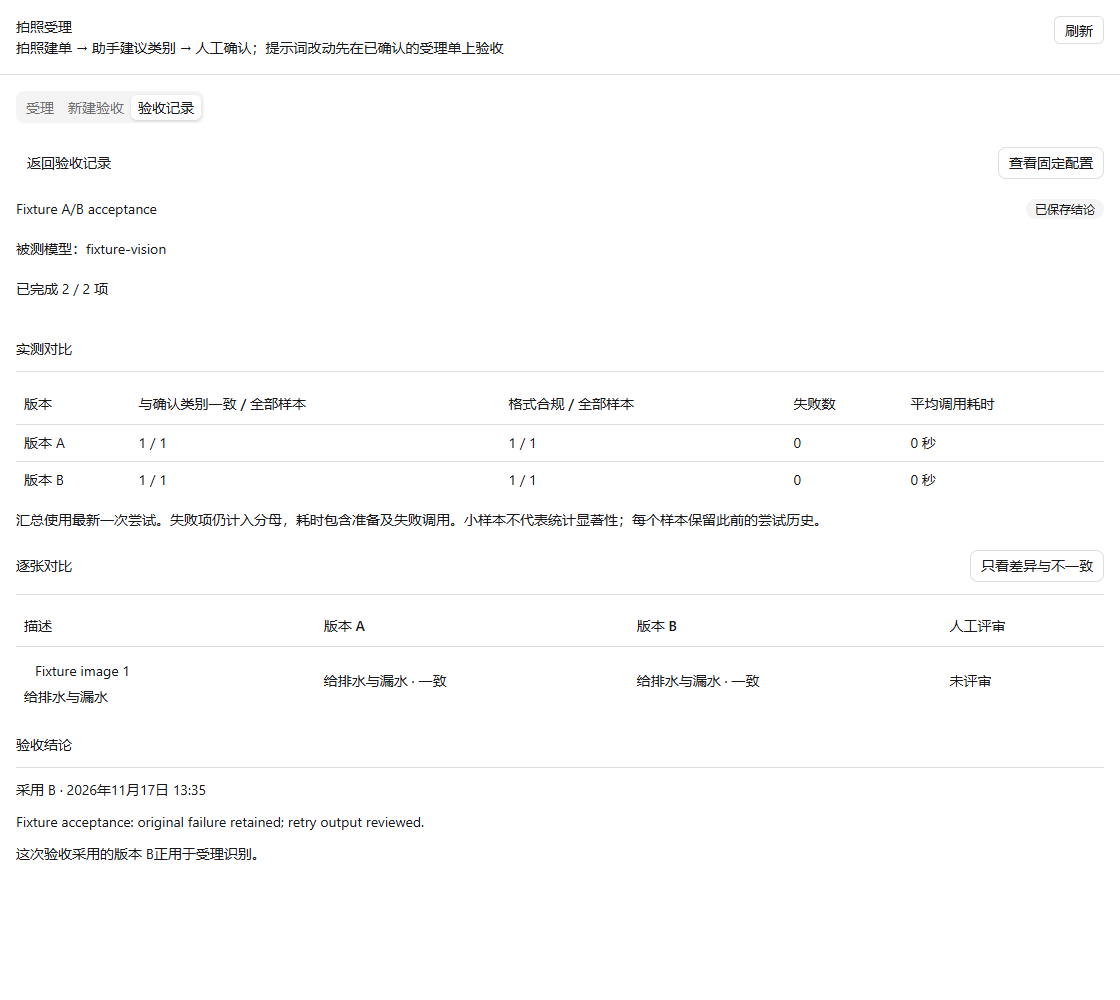 拍照受理
拍照建单 → 助手建议类别 → 人工确认；提示词改动先在已确认的受理单上验收
刷新
受理 新建验收 验收记录
返回验收记录
查看固定配置
Fixture A/B acceptance
已保存结论
被测模型：fixture-vision
已完成 2 / 2 项
实测对比
版本 与确认类别一致 / 全部样本 格式合规 / 全部样本 失败数 平均调用耗时
版本 A 1 / 1 1 / 1 0 0 秒
版本 B 1 / 1 1 / 1 0 0 秒
汇总使用最新一次尝试。失败项仍计入分母，耗时包含准备及失败调用。小样本不代表统计显著性；每个样本保留此前的尝试历史。
逐张对比
只看差异与不一致
描述 版本 A 版本 B 人工评审
Fixture image 1
给排水与漏水
给排水与漏水 · 一致 给排水与漏水 · 一致 未评审
验收结论
采用 B · 2026年11月17日 13:35
Fixture acceptance: original failure retained; retry output reviewed.
这次验收采用的版本 B正用于受理识别。